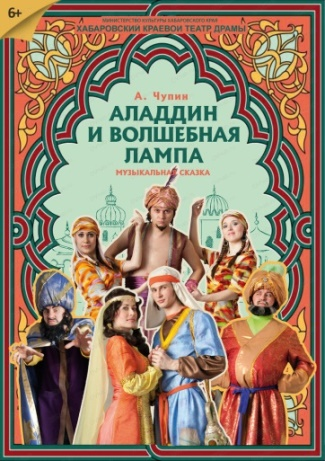 6+
МИНИСТЕРСТВО КУЛЬТУРЫ ХАБАРОВСКОГО КРАЯ
ХАБАРОВСКИЙ КРАЕВОЙ ТЕАТР ДРАМЫ
А. Чупин
АЛАДДИН
И ВОЛШЕБНАЯ
ЛАМПА
МУЗЫКАЛЬНАЯ СКАЗКА